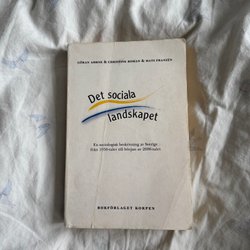 GÖRAN AHRNE & CHRISTINE ROMAN & MATS FRANZÉN
Det sociala
landskapet
En sociologisk beskrivning av Sverige
från 1950-talet till början av 2000-talet
BOKFÖRLAGET KORPEN